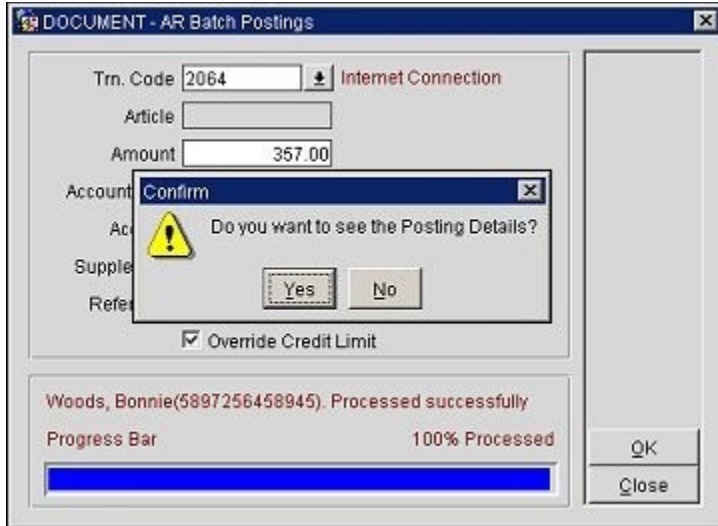 DOCUMENT - AR Batch Postings
Trn. Code 2064 Internet Connection
Article
Amount 357.00
Account
Confirm
Do you want to see the Posting Details?
Yes No
Override Credit Limit
Woods, Bonnie(5897256458945). Processed successfully
Progress Bar 100% Processed
OK
Close